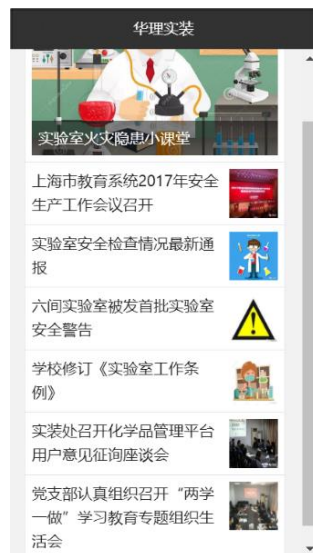 华理实装
实验室火灾隐患小课堂
上海市教育系统2017年安全
生产工作会议召开
实验室安全检查情况最新通
报
六间实验室被发首批实验室
安全警告
学校修订《实验室工作条
例》
实装处召开化学品管理平台
用户意见征询座谈会
党支部认真组织召开“两学
一做”学习教育专题组织生
活会